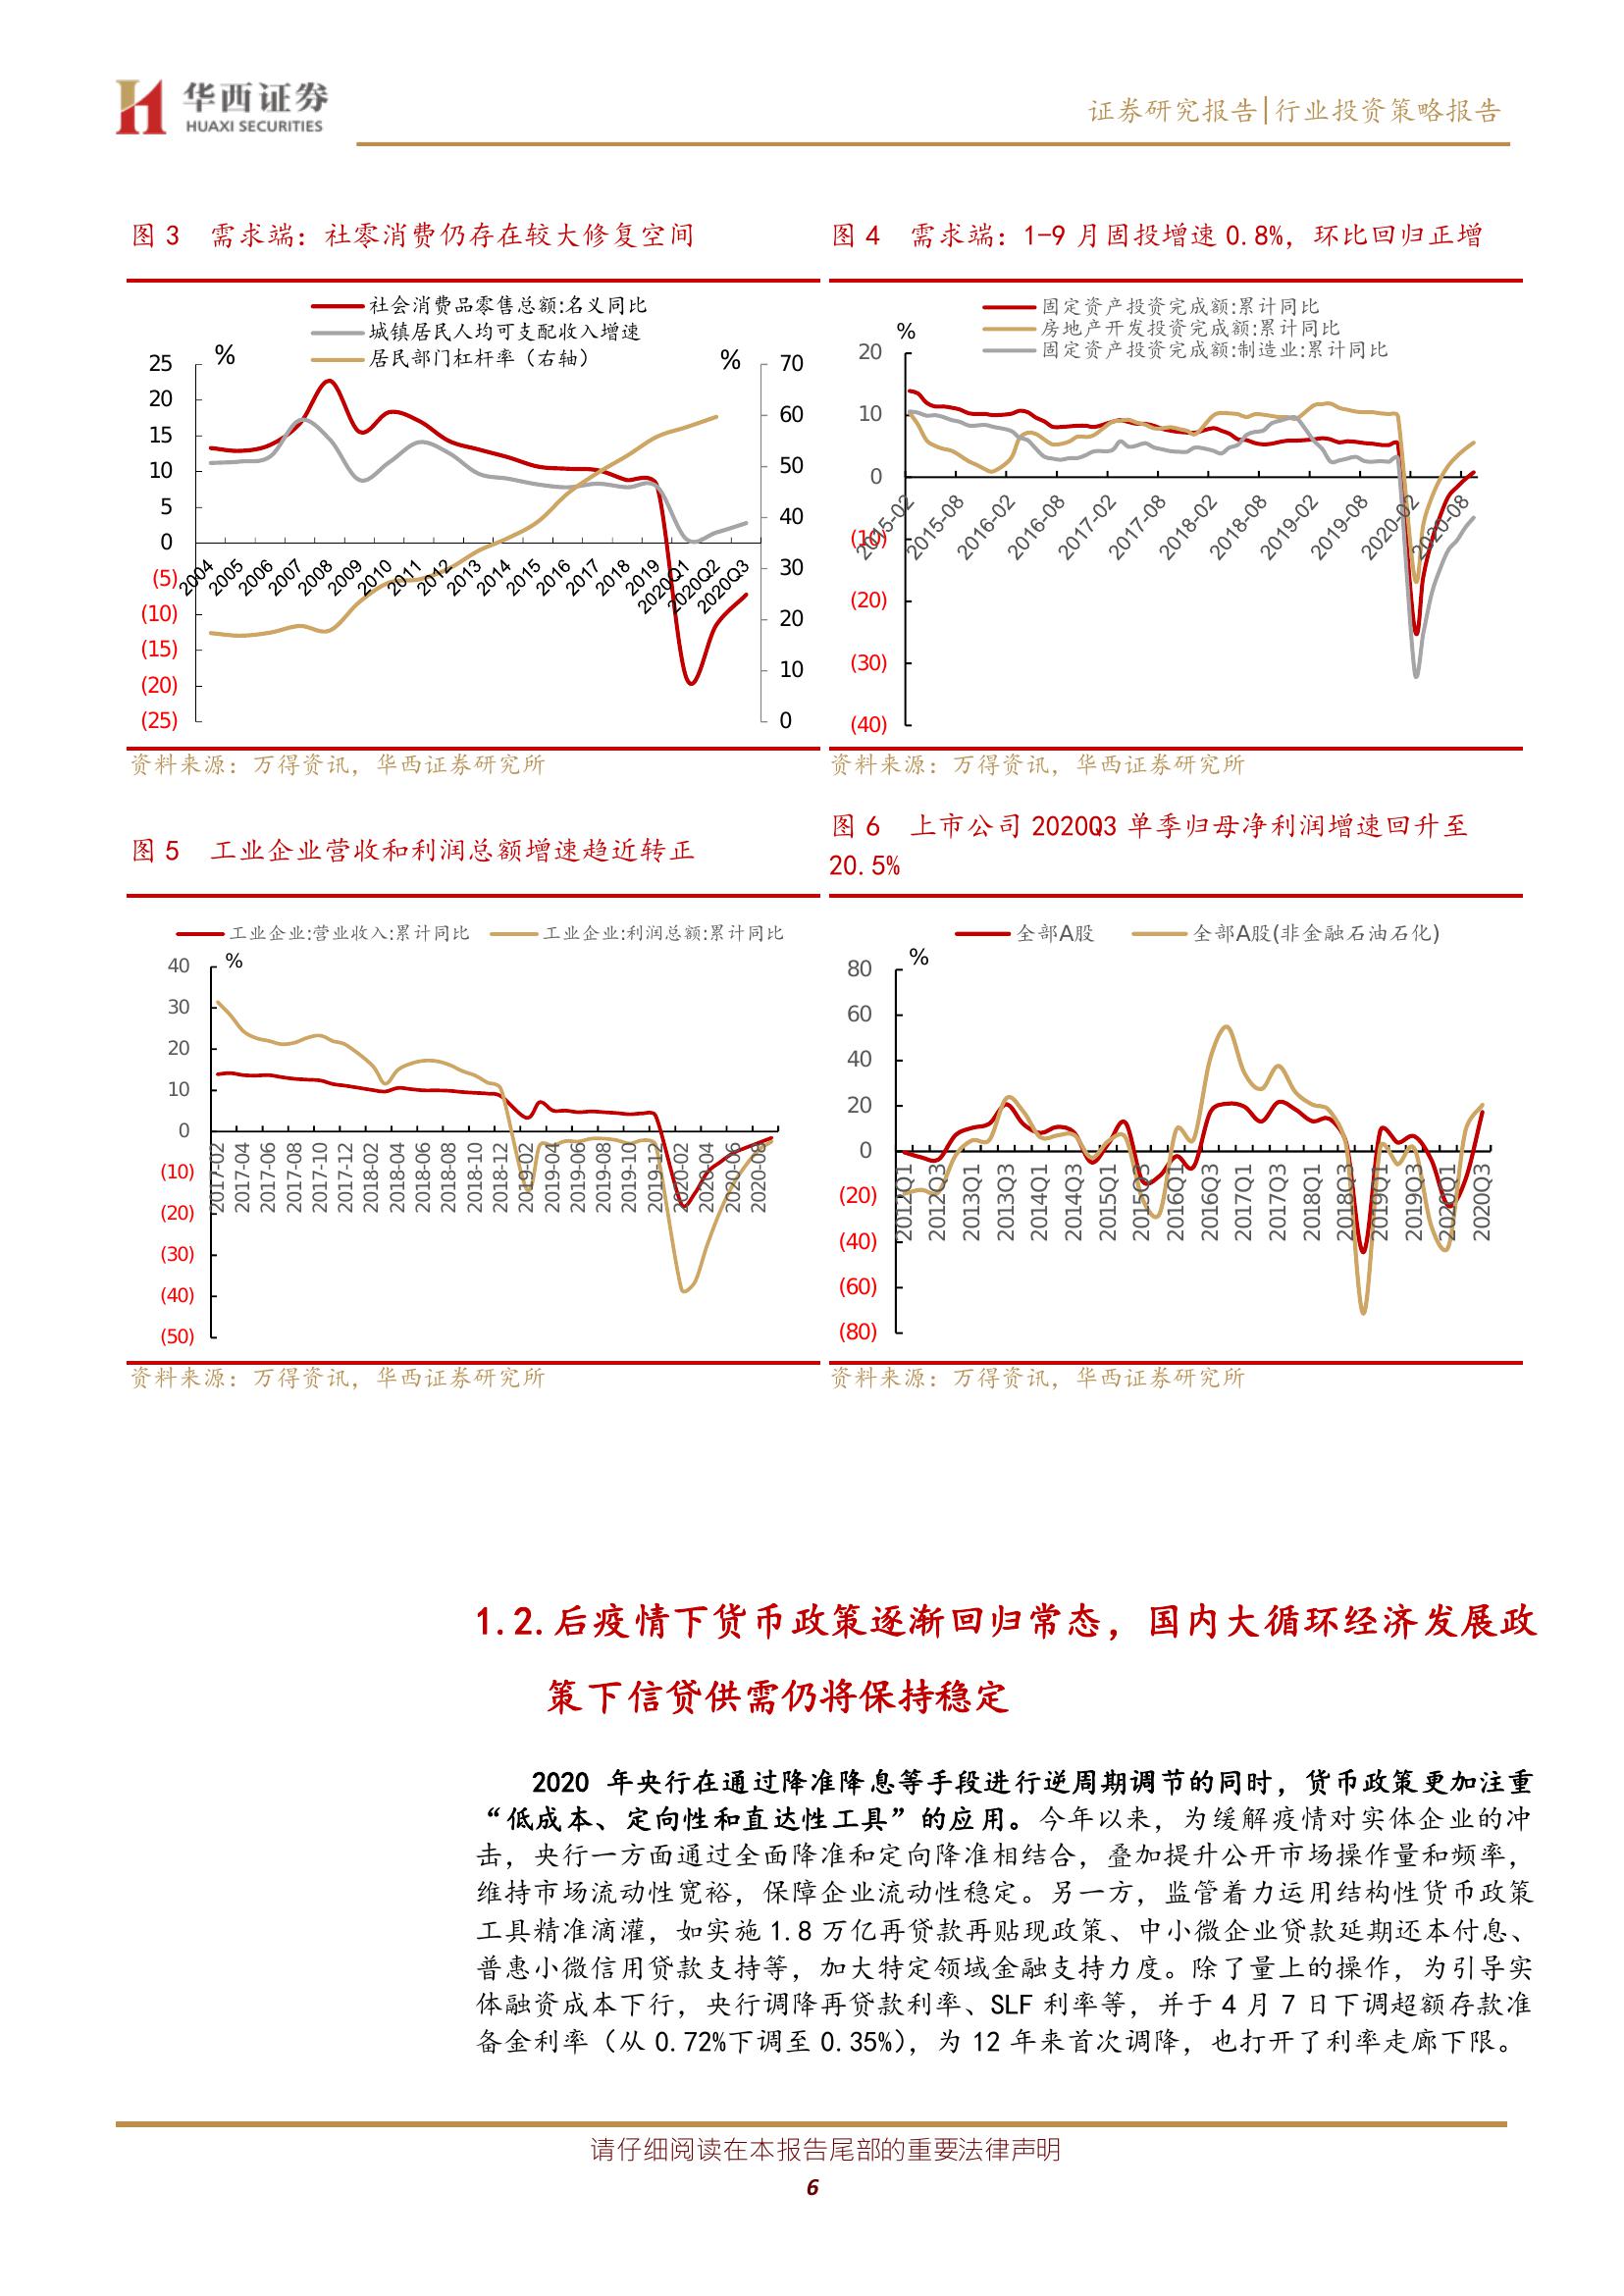 华西证券
HUAXI SECURITIES
证券研究报告|行业投资策略报告
图 3 需求端：社零消费仍存在较大修复空间
社会消费品零售总额:名义同比
城镇居民人均可支配收入增速
居民部门杠杆率（右轴）
%
%
25
20
15
10
5
0
(5)
(10)
(15)
(20)
(25)
70
60
50
40
30
20
10
0
2004
2005
2006
2007
2008
2009
2010
2011
2012
2013
2014
2015
2016
2017
2018
2019
2020Q1
2020Q2
2020Q3
资料来源：万得资讯，华西证券研究所
图 4 需求端：1-9 月固投增速 0.8%，环比回归正增
固定资产投资完成额:累计同比
房地产开发投资完成额:累计同比
固定资产投资完成额:制造业:累计同比
%
20
10
0
(10)
(20)
(30)
(40)
2015-02
2015-08
2016-02
2016-08
2017-02
2017-08
2018-02
2018-08
2019-02
2019-08
2020-02
2020-08
资料来源：万得资讯，华西证券研究所
图 5 工业企业营收和利润总额增速趋近转正
工业企业:营业收入:累计同比
工业企业:利润总额:累计同比
%
40
30
20
10
0
(10)
(20)
(30)
(40)
(50)
2017-02
2017-04
2017-06
2017-08
2017-10
2017-12
2018-02
2018-04
2018-06
2018-08
2018-10
2018-12
2019-02
2019-04
2019-06
2019-08
2019-10
2019-12
2020-02
2020-04
2020-06
2020-08
资料来源：万得资讯，华西证券研究所
图 6 上市公司 2020Q3 单季归母净利润增速回升至
20.5%
全部A股
全部A股(非金融石油石化)
%
80
60
40
20
0
(20)
(40)
(60)
(80)
2012Q1
2012Q3
2013Q1
2013Q3
2014Q1
2014Q3
2015Q1
2015Q3
2016Q1
2016Q3
2017Q1
2017Q3
2018Q1
2018Q3
2019Q1
2019Q3
2020Q1
2020Q3
资料来源：万得资讯，华西证券研究所
1.2.后疫情下货币政策逐渐回归常态，国内大循环经济发展政
策下信贷供需仍将保持稳定
2020 年央行在通过降准降息等手段进行逆周期调节的同时，货币政策更加注重
“低成本、定向性和直达性工具”的应用。今年以来，为缓解疫情对实体企业的冲
击，央行一方面通过全面降准和定向降准相结合，叠加提升公开市场操作量和频率，
维持市场流动性宽裕，保障企业流动性稳定。另一方，监管着力运用结构性货币政策
工具精准滴灌，如实施 1.8 万亿再贷款再贴现政策、中小微企业贷款延期还本付息、
普惠小微信用贷款支持等，加大特定领域金融支持力度。除了量上的操作，为引导实
体融资成本下行，央行调降再贷款利率、SLF 利率等，并于 4 月 7 日下调超额存款准
备金利率（从 0.72%下调至 0.35%），为 12 年来首次调降，也打开了利率走廊下限。
请仔细阅读在本报告尾部的重要法律声明
6